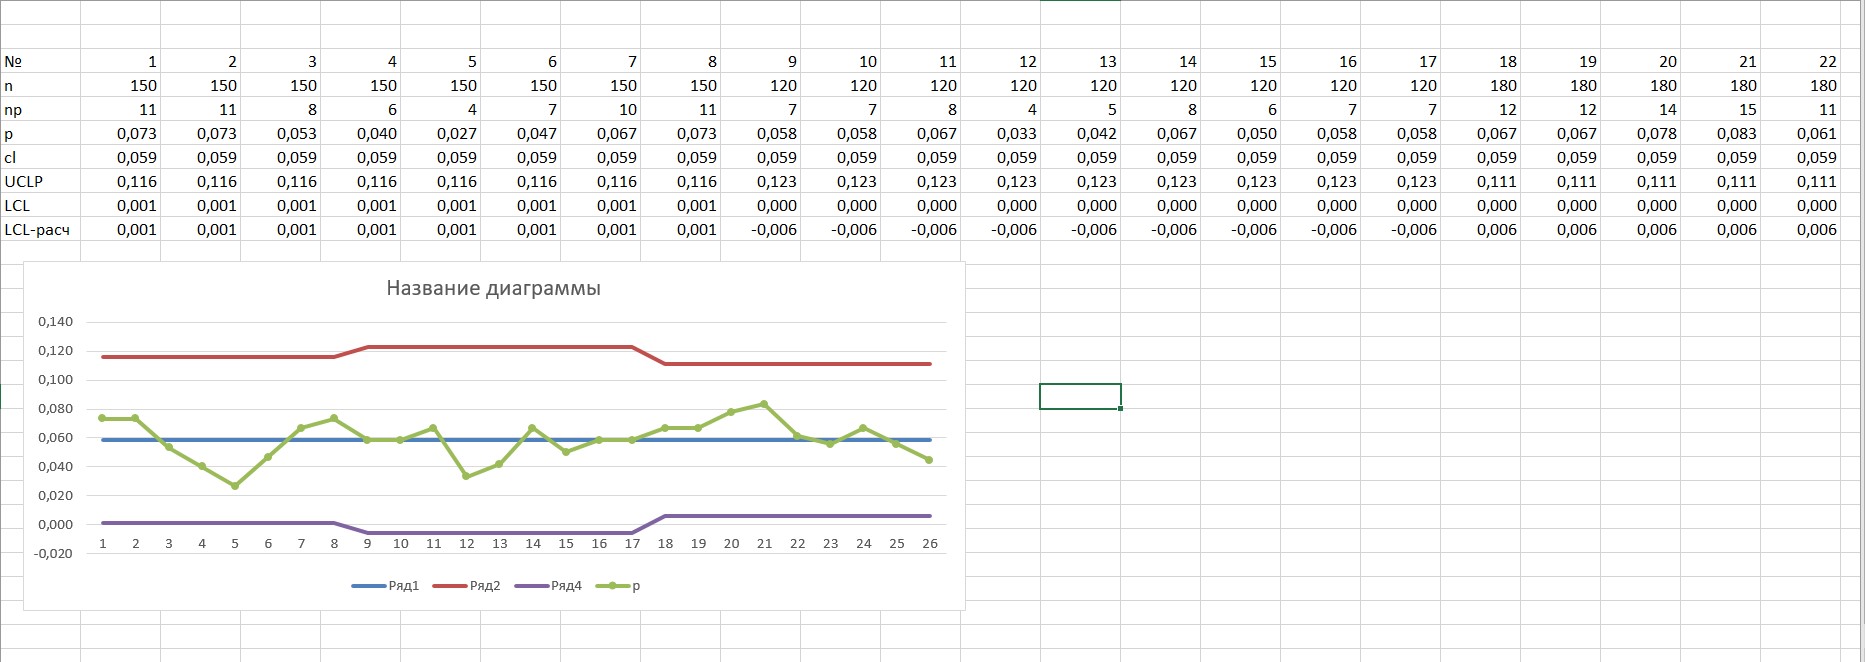 № 1 2 3 4 5 6 7 8 9 10 11 12 13 14 15 16 17 18 19 20 21 22
n 150 150 150 150 150 150 150 150 120 120 120 120 120 120 120 120 120 180 180 180 180 180
np 11 11 8 6 4 7 10 11 7 7 8 4 5 8 6 7 7 12 12 14 15 11
p 0,073 0,073 0,053 0,040 0,027 0,047 0,067 0,073 0,058 0,058 0,067 0,033 0,042 0,067 0,050 0,058 0,058 0,067 0,067 0,078 0,083 0,061
cl 0,059 0,059 0,059 0,059 0,059 0,059 0,059 0,059 0,059 0,059 0,059 0,059 0,059 0,059 0,059 0,059 0,059 0,059 0,059 0,059 0,059 0,059
UCLP 0,116 0,116 0,116 0,116 0,116 0,116 0,116 0,116 0,123 0,123 0,123 0,123 0,123 0,123 0,123 0,123 0,123 0,111 0,111 0,111 0,111 0,111
LCL 0,001 0,001 0,001 0,001 0,001 0,001 0,001 0,001 0,000 0,000 0,000 0,000 0,000 0,000 0,000 0,000 0,000 0,000 0,000 0,000 0,000 0,000
LCL-расч 0,001 0,001 0,001 0,001 0,001 0,001 0,001 0,001 -0,006 -0,006 -0,006 -0,006 -0,006 -0,006 -0,006 -0,006 -0,006 0,006 0,006 0,006 0,006 0,006
Название диаграммы
0,140
0,120
0,100
0,080
0,060
0,040
0,020
0,000
-0,020
1 2 3 4 5 6 7 8 9 10 11 12 13 14 15 16 17 18 19 20 21 22 23 24 25 26
Ряд1 Ряд2 Ряд4 p